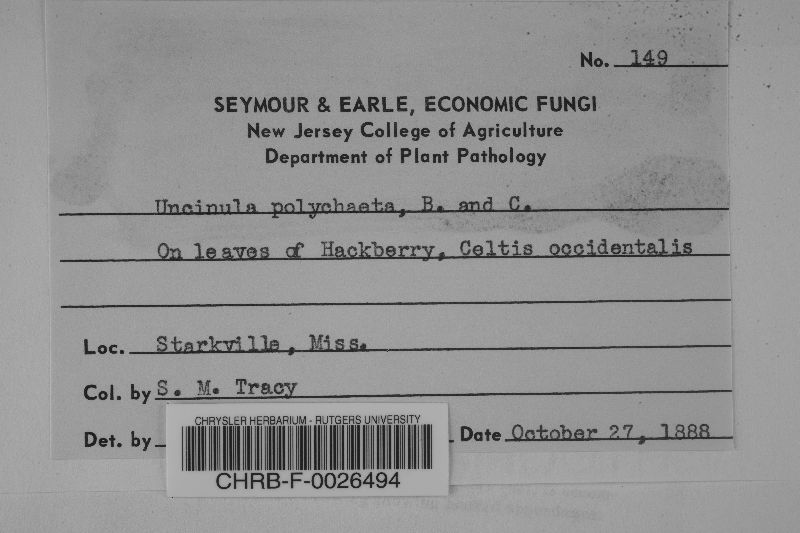 No. 149
SEYMOUR & EARLE, ECONOMIC FUNGI
New Jersey College of Agriculture
Department of Plant Pathology
Uncinula polychaeta, B. and C.
On leaves of Hackberry, Celtis occidentalis
Loc. Starkville, Miss.
Col. by S. M. Tracy
Det. by
Date October 27, 1888
CHRYSLER HERBARIUM - RUTGERS UNIVERSITY
CHRB-F-0026494